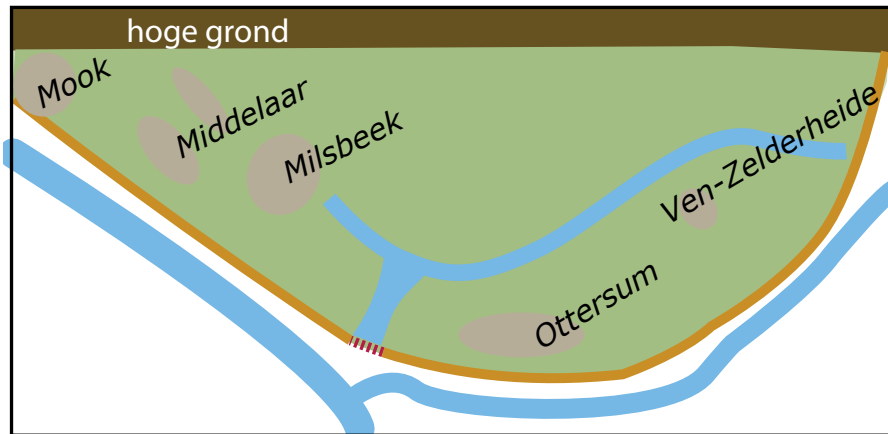 hoge grond
Mook
Middelaar
Milsbeek
Ven-Zelderheide
Ottersum